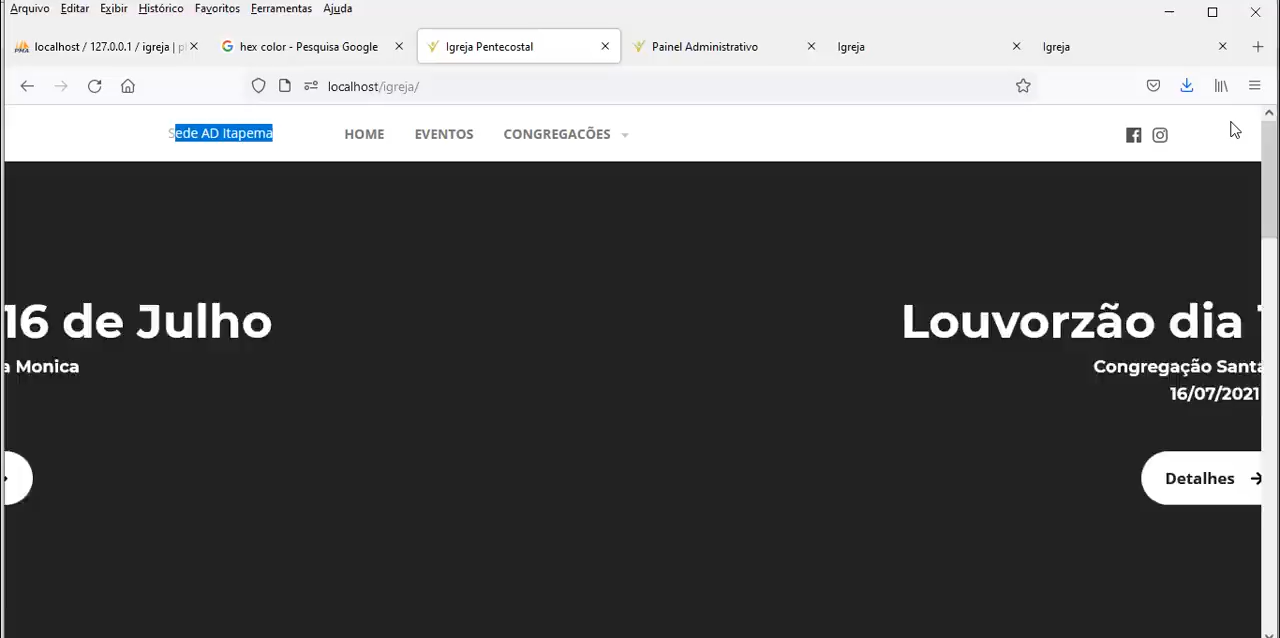 Arquivo Editar Exibir Histórico Favoritos Ferramentas Ajuda
localhost / 127.0.0.1 / igreja | p
hex color - Pesquisa Google
Igreja Pentecostal
Painel Administrativo
Igreja
Igreja
localhost/igreja/
Sede AD Itapema
HOME
EVENTOS
CONGREGACÕES
16 de Julho
a Monica
Louvorzão dia
Congregação Santa
16/07/2021
Detalhes